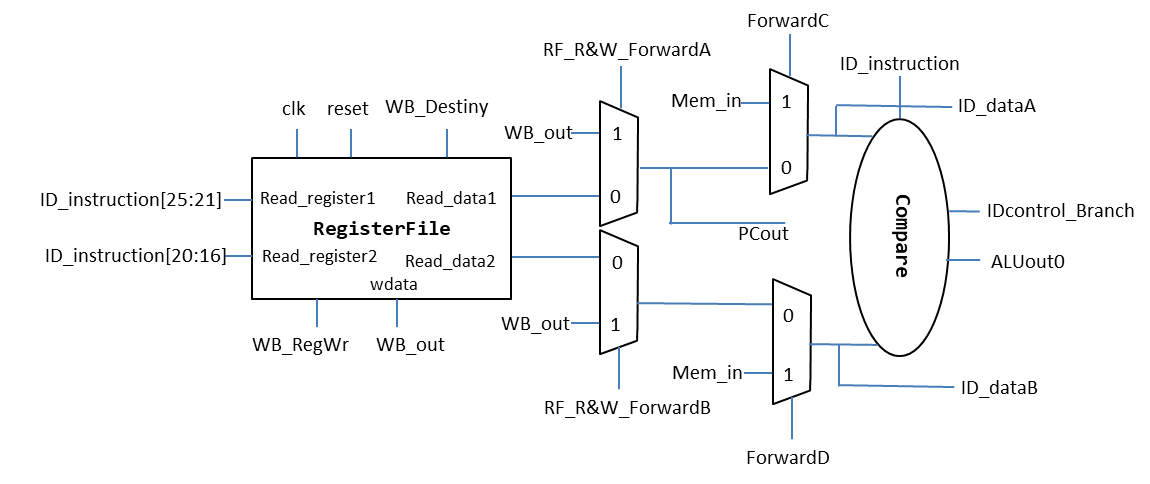 ForwardC
RF_R&W_ForwardA
ID_instruction
clk
reset
WB_Destiny
Mem_in
1
ID_dataA
WB_out
1
0
ID_instruction[25:21]
Read_register1
Read_data1
0
Compare
IDcontrol_Branch
RegisterFile
PCout
ID_instruction[20:16]
Read_register2
Read_data2
0
ALUout0
wdata
WB_out
1
0
WB_RegWr
WB_out
Mem_in
1
ID_dataB
RF_R&W_ForwardB
ForwardD